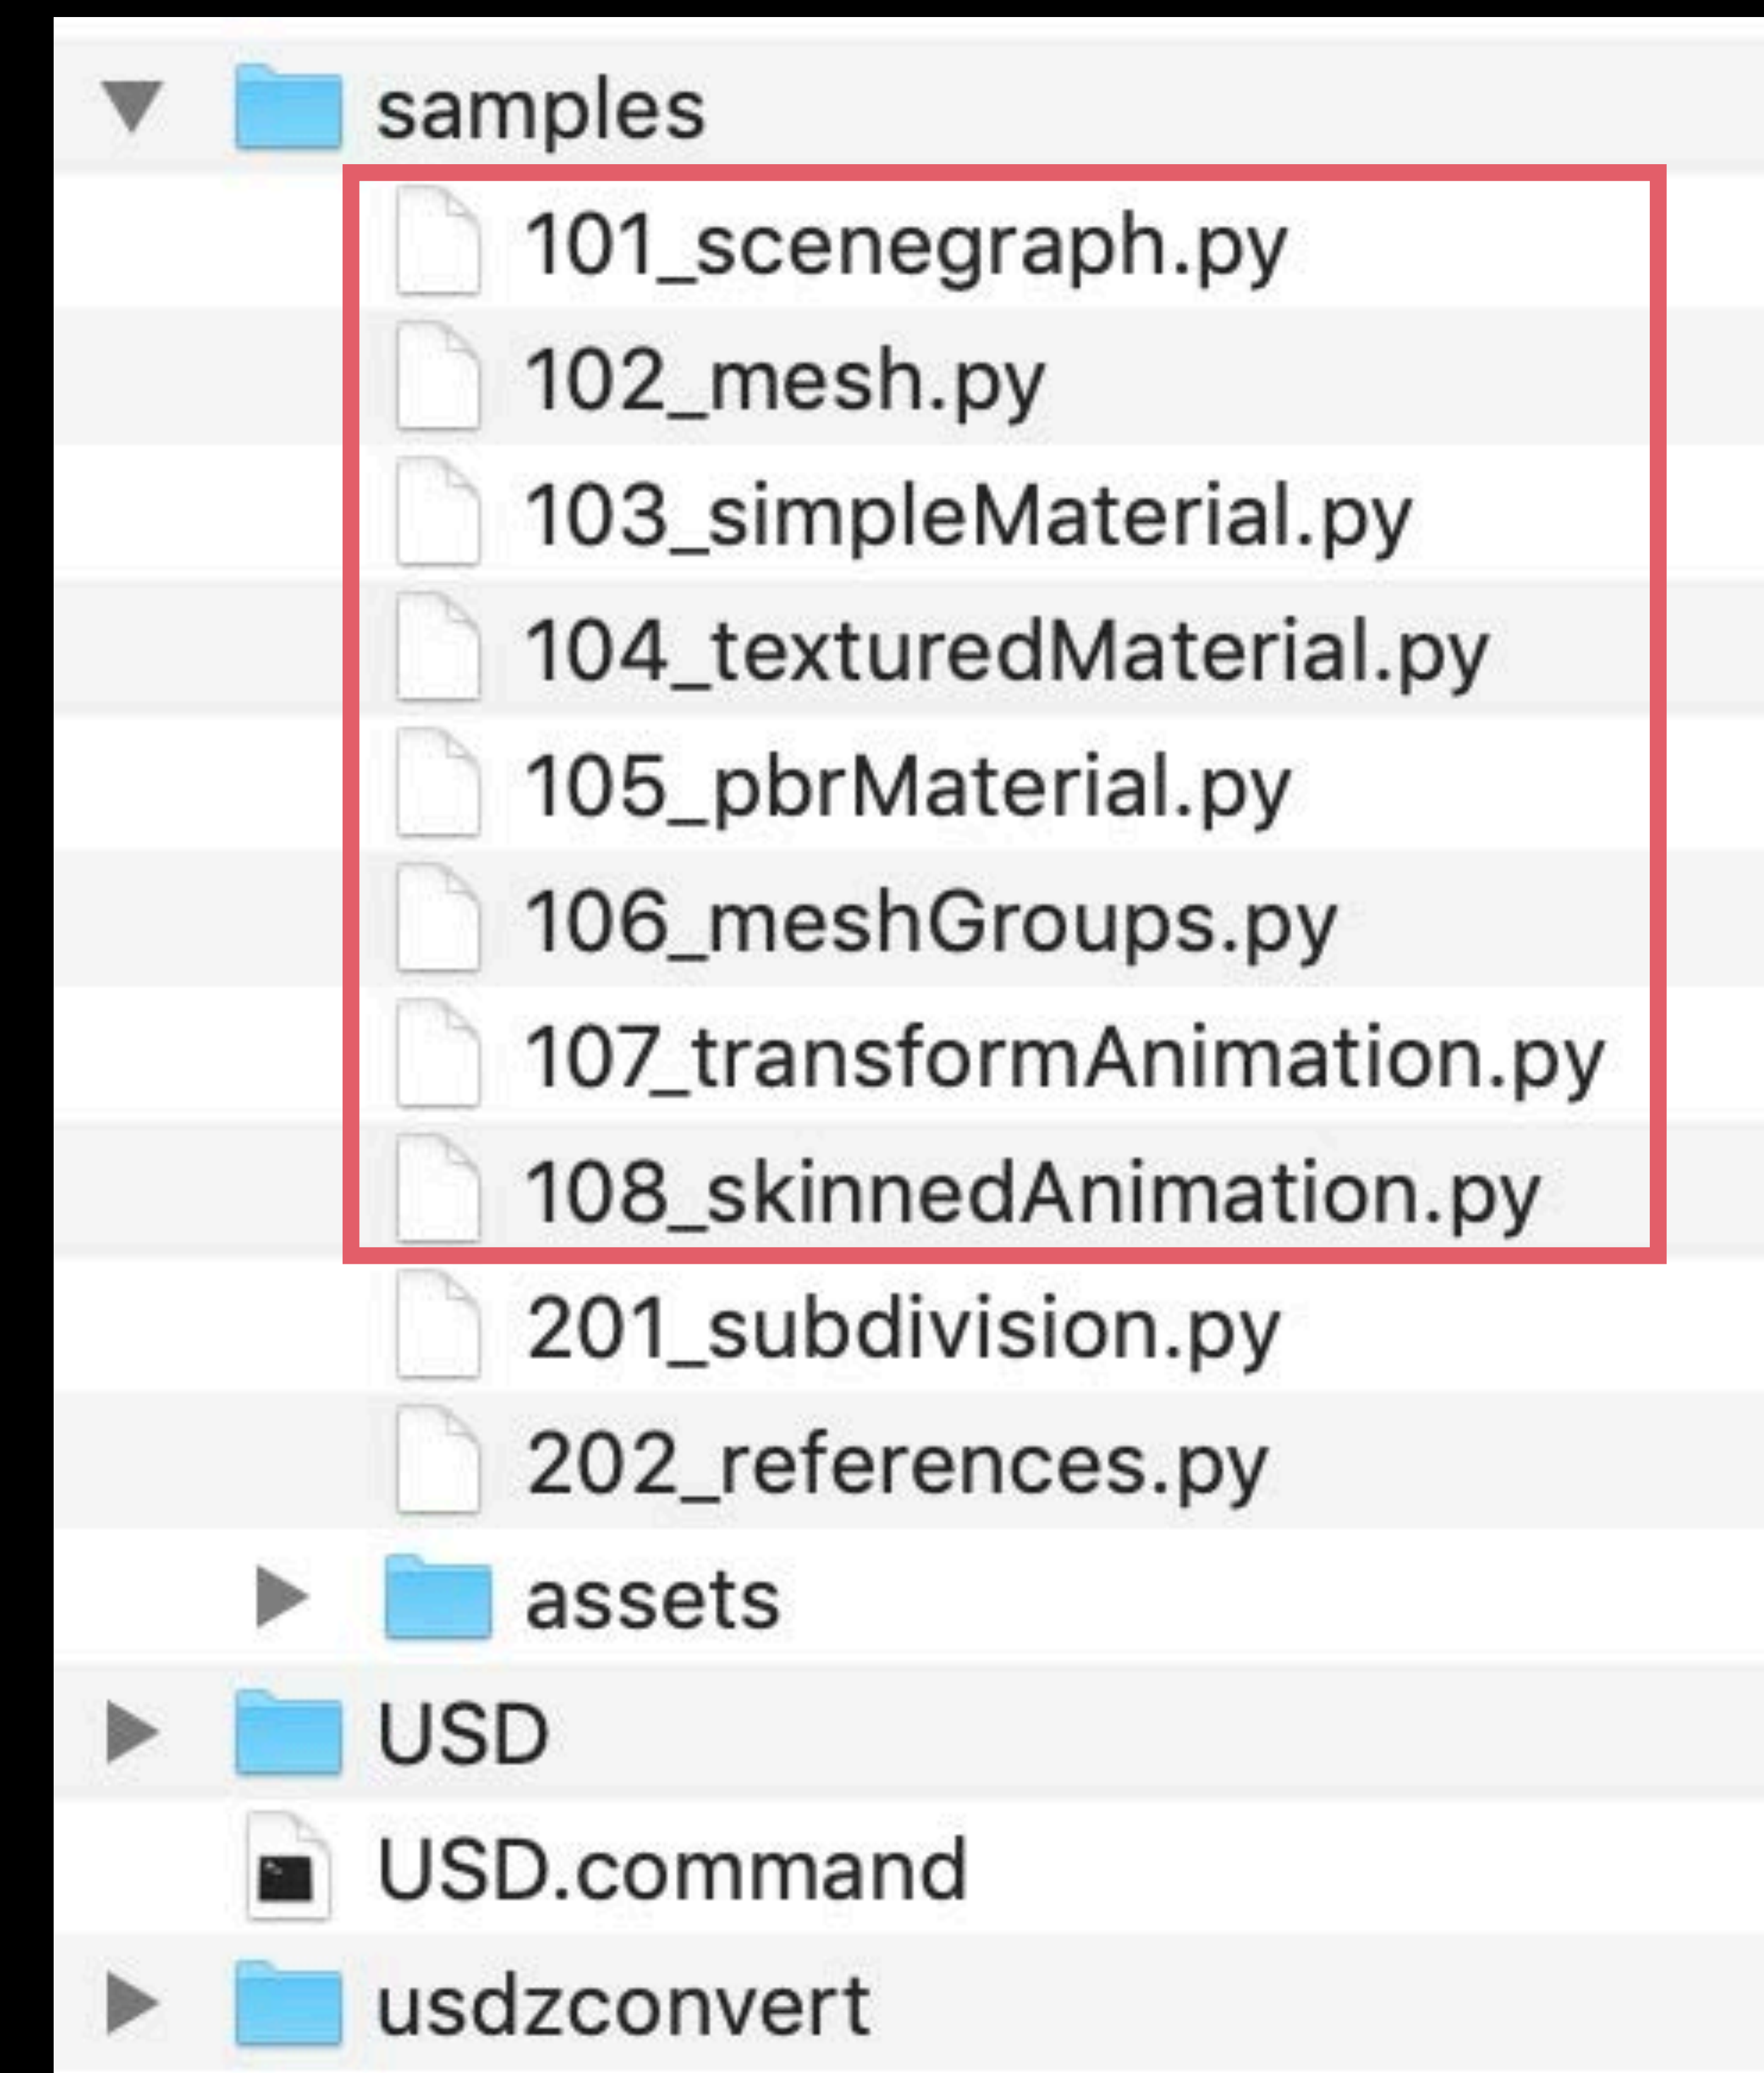 samples
101_scenegraph.py
102_mesh.py
103_simpleMaterial.py
104_texturedMaterial.py
105_pbrMaterial.py
106_meshGroups.py
107_transformAnimation.py
108_skinnedAnimation.py
201_subdivision.py
202_references.py
assets
USD
USD.command
usdzconvert